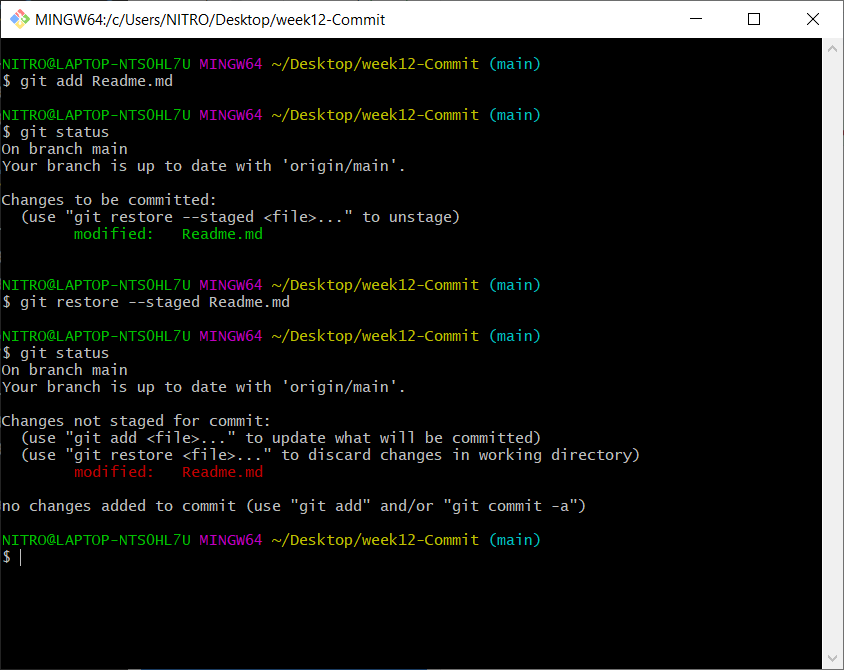 MINGW64:/c/Users/NITRO/Desktop/week12-Commit
NITRO@LAPTOP-NTS0HL7U MINGW64 ~/Desktop/week12-Commit (main)
$ git add Readme.md
NITRO@LAPTOP-NTS0HL7U MINGW64 ~/Desktop/week12-Commit (main)
$ git status
On branch main
Your branch is up to date with 'origin/main'.
Changes to be committed:
  (use "git restore --staged <file>..." to unstage)
        modified:   Readme.md
NITRO@LAPTOP-NTS0HL7U MINGW64 ~/Desktop/week12-Commit (main)
$ git restore --staged Readme.md
NITRO@LAPTOP-NTS0HL7U MINGW64 ~/Desktop/week12-Commit (main)
$ git status
On branch main
Your branch is up to date with 'origin/main'.
Changes not staged for commit:
  (use "git add <file>..." to update what will be committed)
  (use "git restore <file>..." to discard changes in working directory)
        modified:   Readme.md
no changes added to commit (use "git add" and/or "git commit -a")
NITRO@LAPTOP-NTS0HL7U MINGW64 ~/Desktop/week12-Commit (main)
$